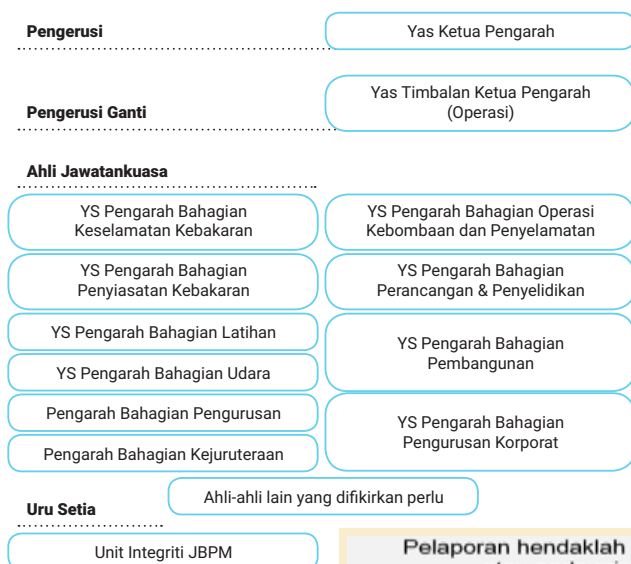 Pengerusi
Yas Ketua Pengarah
Pengerusi Ganti
Yas Timbalan Ketua Pengarah
(Operasi)
Ahli Jawatankuasa
YS Pengarah Bahagian
Keselamatan Kebakaran
YS Pengarah Bahagian Operasi
Kebombaan dan Penyelamatan
YS Pengarah Bahagian
Penyiasatan Kebakaran
YS Pengarah Bahagian
Perancangan & Penyelidikan
YS Pengarah Bahagian Latihan
YS Pengarah Bahagian
Pembangunan
YS Pengarah Bahagian Udara
Pengarah Bahagian Pengurusan
YS Pengarah Bahagian
Pengurusan Korporat
Pengarah Bahagian Kejuruteraan
Ahli-ahli lain yang difikirkan perlu
Uru Setia
Unit Integriti JBPM
Pelaporan hendaklah